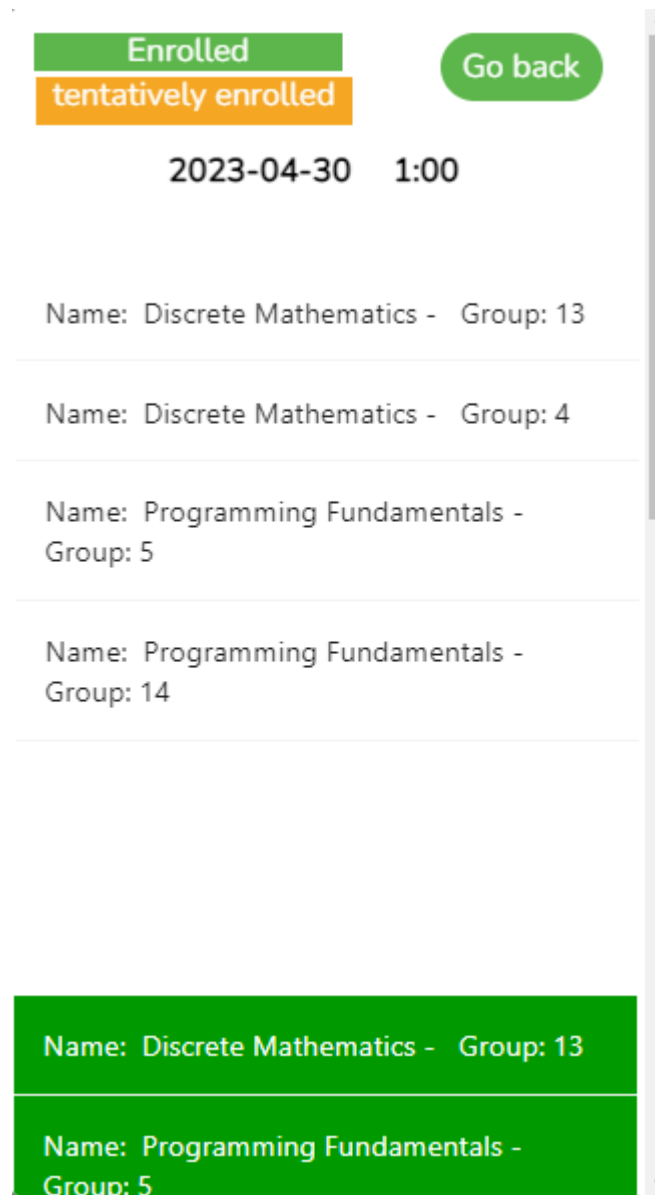 Enrolled
Go back
tentatively enrolled
2023-04-30 1:00
Name: Discrete Mathematics - Group: 13
Name: Discrete Mathematics - Group: 4
Name: Programming Fundamentals -
Group: 5
Name: Programming Fundamentals -
Group: 14
Name: Discrete Mathematics - Group: 13
Name: Programming Fundamentals -
Group: 5